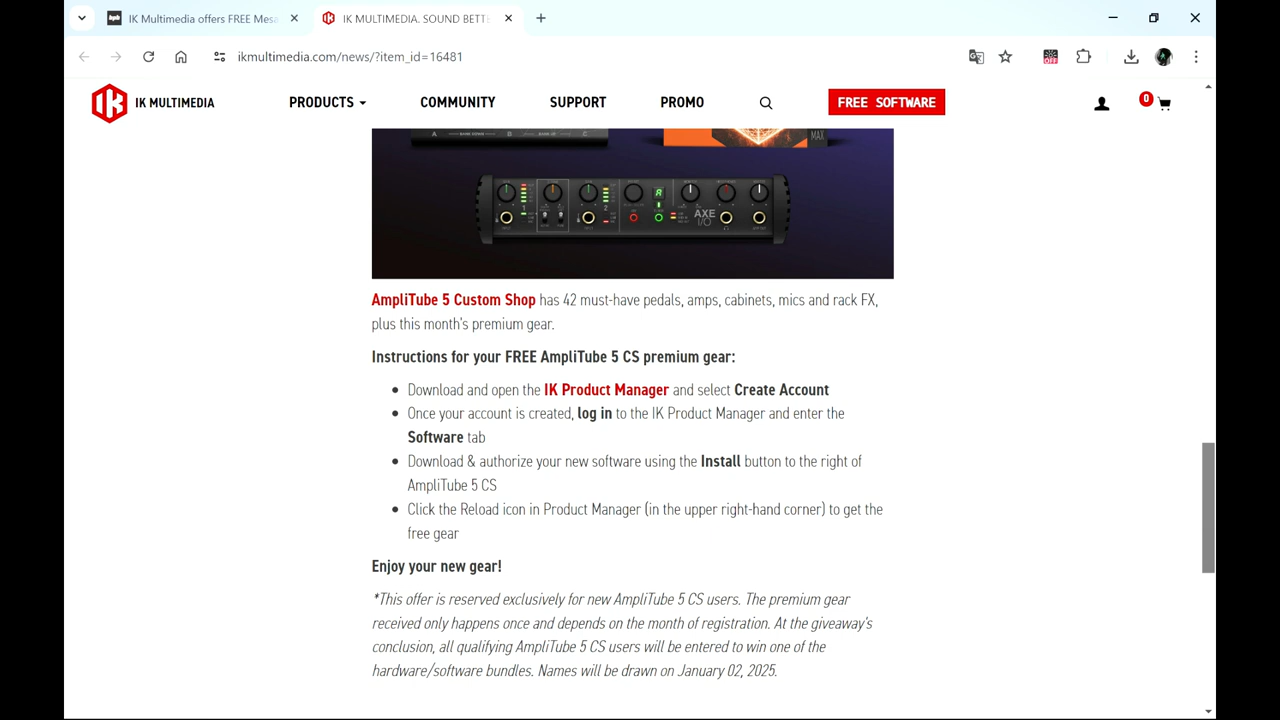 IK Multimedia offers FREE Mesa
IK MULTIMEDIA. SOUND BETTE
ikmultimedia.com/news/?item_id=16481
OFF
IK MULTIMEDIA
PRODUCTS
COMMUNITY
SUPPORT
PROMO
FREE SOFTWARE
0
A
B
C
MAX
AXE
I/O
AmpliTube 5 Custom Shop has 42 must-have pedals, amps, cabinets, mics and rack FX,
plus this month's premium gear.
Instructions for your FREE AmpliTube 5 CS premium gear:
Download and open the IK Product Manager and select Create Account
Once your account is created, log in to the IK Product Manager and enter the
Software tab
Download & authorize your new software using the Install button to the right of
AmpliTube 5 CS
Click the Reload icon in Product Manager (in the upper right-hand corner) to get the
free gear
Enjoy your new gear!
*This offer is reserved exclusively for new AmpliTube 5 CS users. The premium gear
received only happens once and depends on the month of registration. At the giveaway's
conclusion, all qualifying AmpliTube 5 CS users will be entered to win one of the
hardware/software bundles. Names will be drawn on January 02, 2025.